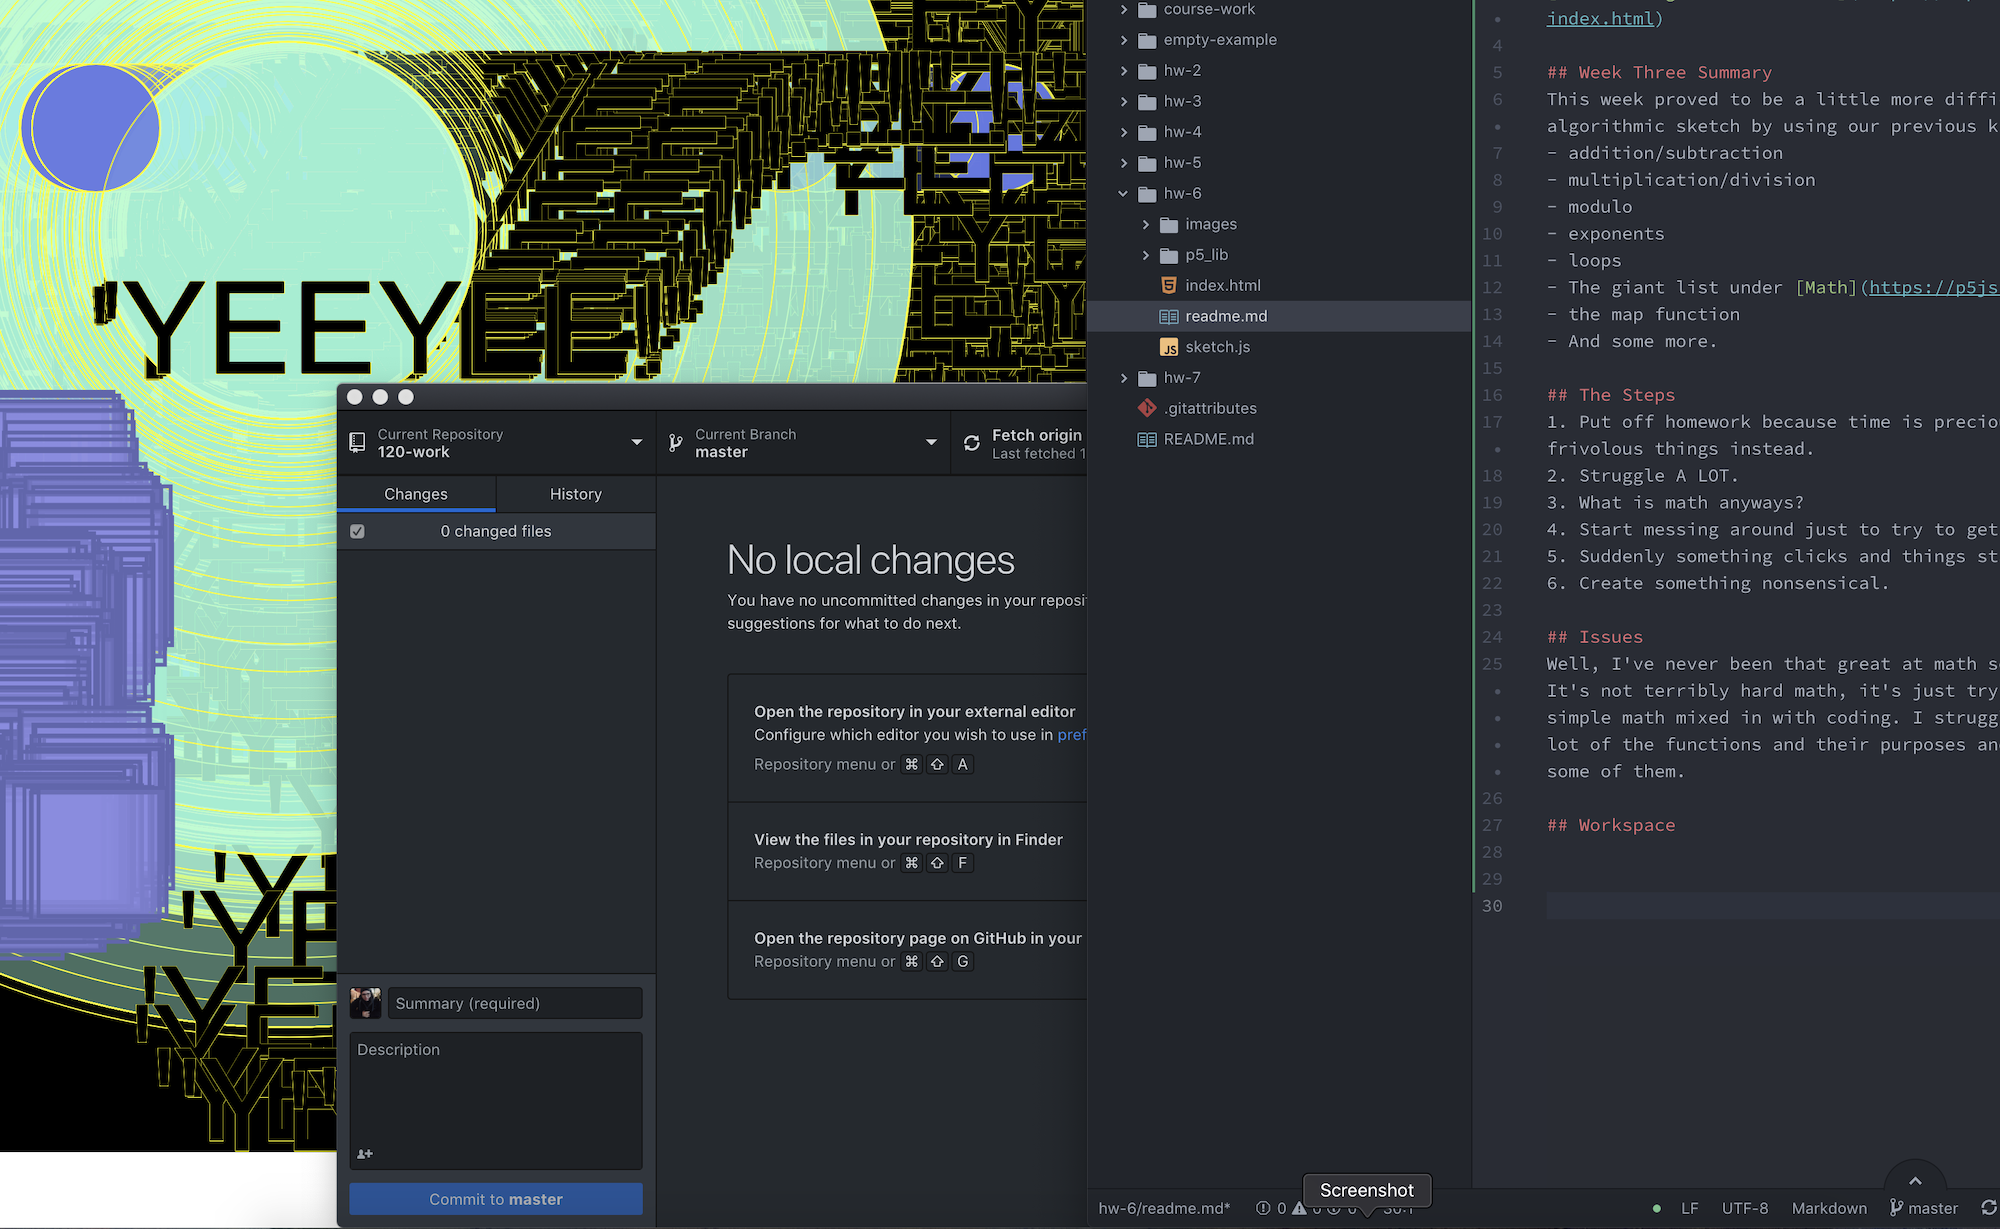 'YEEYEE'
Current Repository
120-work
Current Branch
master
Fetch origin
Last fetched 1
Changes
History
0 changed files
No local changes
You have no uncommitted changes in your reposi
suggestions for what to do next.
Open the repository in your external editor
Configure which editor you wish to use in pref
Repository menu or ⌘ ⇧ A
View the files in your repository in Finder
Repository menu or ⌘ ⇧ F
Open the repository page on GitHub in your
Repository menu or ⌘ ⇧ G
Summary (required)
Description
Commit to master
course-work
empty-example
hw-2
hw-3
hw-4
hw-5
hw-6
images
p5_lib
index.html
readme.md
sketch.js
hw-7
.gitattributes
README.md
index.html)
4
5 ## Week Three Summary
6 This week proved to be a little more diffi
algorithmic sketch by using our previous k
7 - addition/subtraction
8 - multiplication/division
9 - modulo
10 - exponents
11 - loops
12 - The giant list under [Math](https://p5js
13 - the map function
14 - And some more.
15
16 ## The Steps
17 1. Put off homework because time is precio
frivolous things instead.
18 2. Struggle A LOT.
19 3. What is math anyways?
20 4. Start messing around just to try to get
21 5. Suddenly something clicks and things st
22 6. Create something nonsensical.
23
24 ## Issues
25 Well, I've never been that great at math s
It's not terribly hard math, it's just try
simple math mixed in with coding. I strugg
lot of the functions and their purposes an
some of them.
26
27 ## Workspace
28
29
30
Screenshot
hw-6/readme.md* 0 0 0 30:1
LF UTF-8 Markdown master